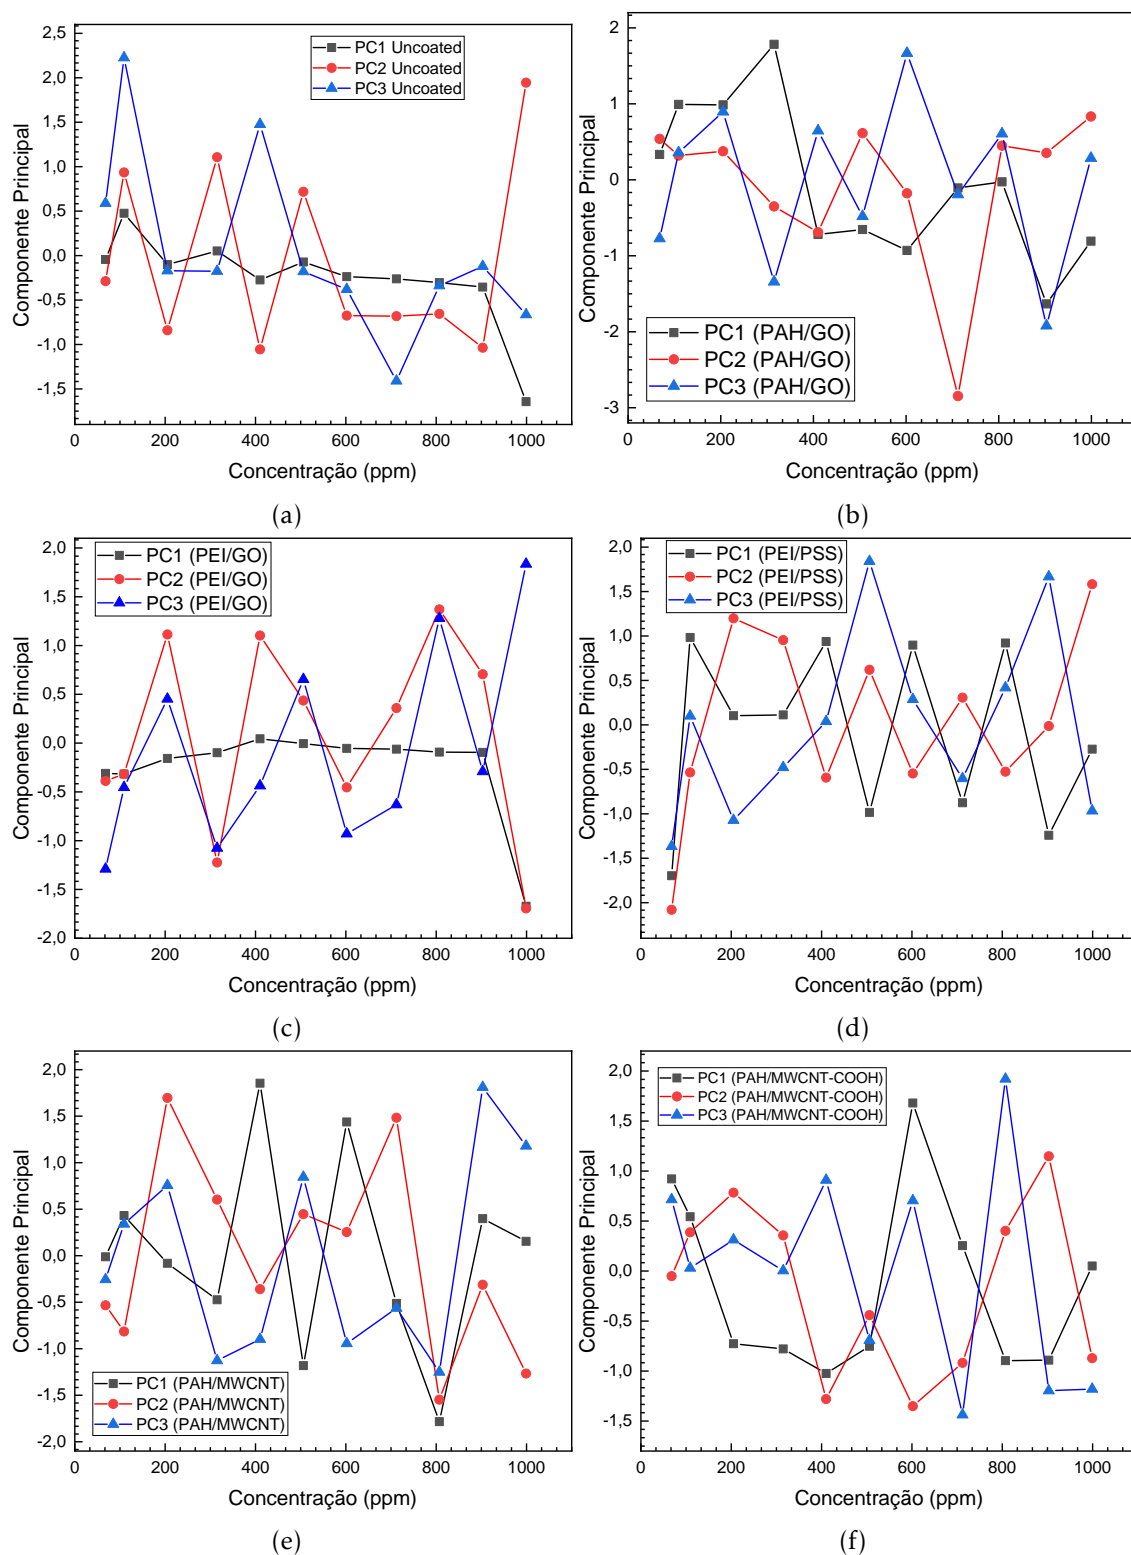 2,5
2,0
1,5
1,0
0,5
0,0
-0,5
-1,0
-1,5
Componente Principal
PC1 Uncoated
PC2 Uncoated
PC3 Uncoated
0 200 400 600 800 1000
Concentração (ppm)
(a)
2
1
0
-1
-2
-3
Componente Principal
PC1 (PAH/GO)
PC2 (PAH/GO)
PC3 (PAH/GO)
0 200 400 600 800 1000
Concentração (ppm)
(b)
2,0
1,5
1,0
0,5
0,0
-0,5
-1,0
-1,5
-2,0
Componente Principal
PC1 (PEI/GO)
PC2 (PEI/GO)
PC3 (PEI/GO)
0 200 400 600 800 1000
Concentração (ppm)
(c)
2,0
1,5
1,0
0,5
0,0
-0,5
-1,0
-1,5
-2,0
Componente Principal
PC1 (PEI/PSS)
PC2 (PEI/PSS)
PC3 (PEI/PSS)
0 200 400 600 800 1000
Concentração (ppm)
(d)
2,0
1,5
1,0
0,5
0,0
-0,5
-1,0
-1,5
-2,0
Componente Principal
PC1 (PAH/MWCNT)
PC2 (PAH/MWCNT)
PC3 (PAH/MWCNT)
0 200 400 600 800 1000
Concentração (ppm)
(e)
2,0
1,5
1,0
0,5
0,0
-0,5
-1,0
-1,5
Componente Principal
PC1 (PAH/MWCNT-COOH)
PC2 (PAH/MWCNT-COOH)
PC3 (PAH/MWCNT-COOH)
0 200 400 600 800 1000
Concentração (ppm)
(f)